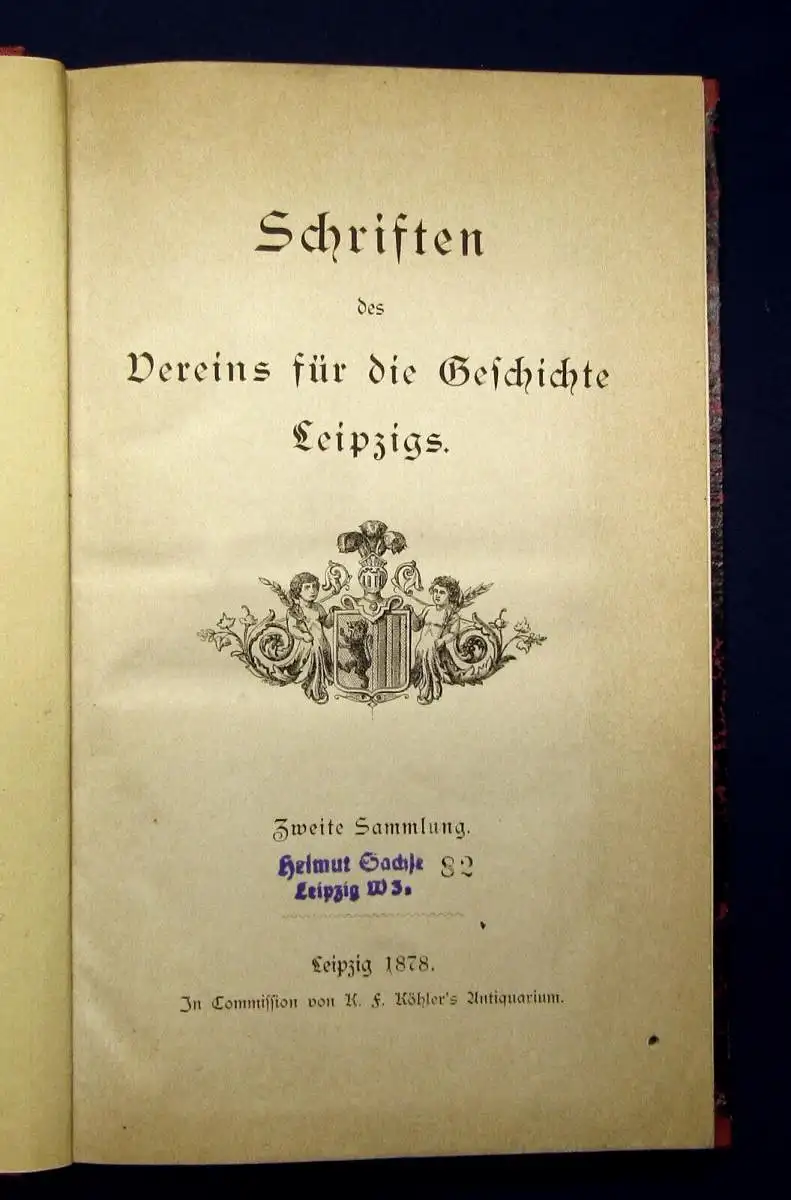 Schriften
des
Vereins für die Geschichte
Leipzigs.
Zweite Sammlung.
Helmut Sachse 82
Leipzig W 3.
Leipzig 1878.
In Commission von K. F. Köhler's Antiquarium.